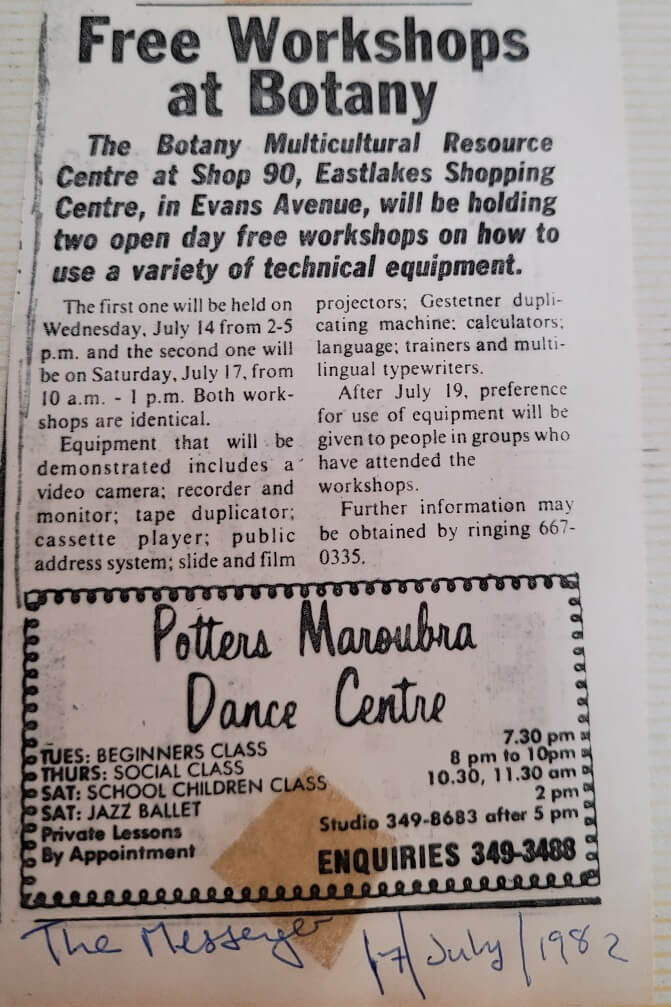 Free Workshops
at Botany
The Botany Multicultural Resource
Centre at Shop 90, Eastlakes Shopping
Centre, in Evans Avenue, will be holding
two open day free workshops on how to
use a variety of technical equipment.
The first one will be held on
Wednesday, July 14 from 2-5
p.m. and the second one will
be on Saturday, July 17, from
10 a.m. - 1 p.m. Both work-
shops are identical.
Equipment that will be
demonstrated includes a
video camera; recorder and
monitor; tape duplicator;
cassette player; public
address system; slide and film
projectors; Gestetner dupli-
cating machine; calculators;
language; trainers and multi-
lingual typewriters.
After July 19, preference
for use of equipment will be
given to people in groups who
have attended the
workshops.
Further information may
be obtained by ringing 667-
0335.
Potters Maroubra
Dance Centre
TUES: BEGINNERS CLASS 7.30 pm
THURS: SOCIAL CLASS 8 pm to 10pm
SAT: SCHOOL CHILDREN CLASS 10.30, 11.30 am
SAT: JAZZ BALLET 2 pm
Private Lessons Studio 349-8683 after 5 pm
By Appointment ENQUIRIES 349-3488
The Messenger 17/July/1982